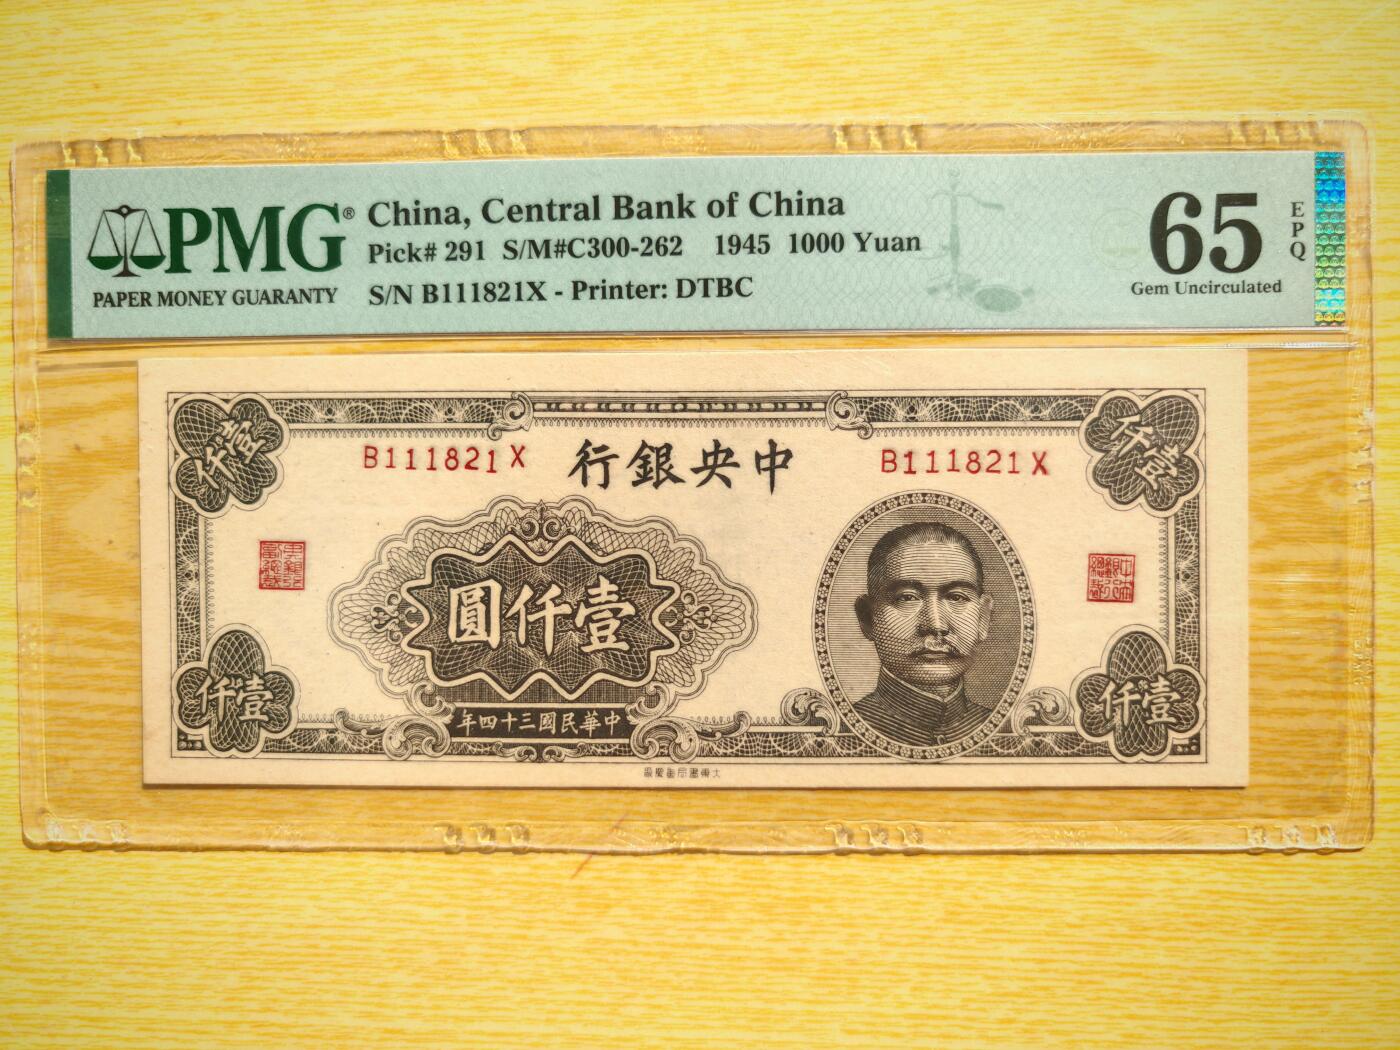 PMG® China, Central Bank of China
Pick# 291 S/M#C300-262 1945 1000 Yuan
PAPER MONEY GUARANTY
S/N B111821X - Printer: DTBC
65 EPQ
Gem Uncirculated
壹仟
仟壹
B111821X
行銀央中
B111821X
圓仟壹
仟壹
仟壹
年四十三國民華中